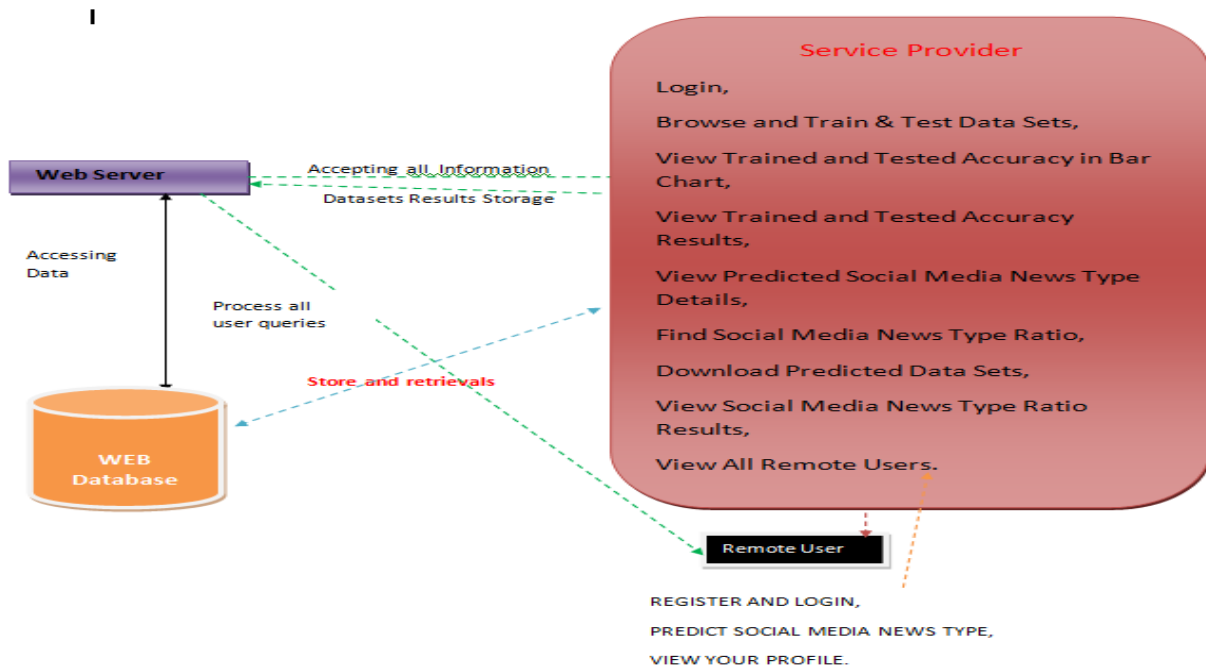 I
Service Provider
Login,
Browse and Train & Test Data Sets,
View Trained and Tested Accuracy in Bar
Chart,
View Trained and Tested Accuracy
Results,
View Predicted Social Media News Type
Details,
Find Social Media News Type Ratio,
Download Predicted Data Sets,
View Social Media News Type Ratio
Results,
View All Remote Users.
Web Server
Accepting all Information
Datasets Results Storage
Accessing
Data
Process all
user queries
Store and retrievals
WEB
Database
Remote User
REGISTER AND LOGIN,
PREDICT SOCIAL MEDIA NEWS TYPE,
VIEW YOUR PROFILE.